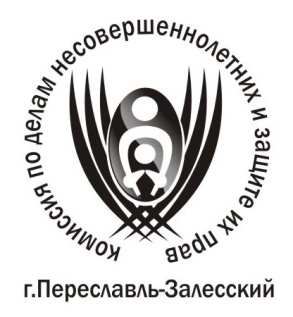 комиссия по делам несовершеннолетних и защите их прав
г.Переславль-Залесский